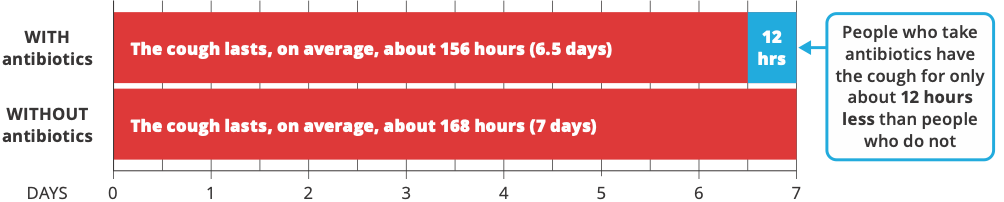 WITH
antibiotics
The cough lasts, on average, about 156 hours (6.5 days)
12
hrs
People who take
antibiotics have
the cough for only
about 12 hours
less than people
who do not
WITHOUT
antibiotics
The cough lasts, on average, about 168 hours (7 days)
DAYS 0 1 2 3 4 5 6 7